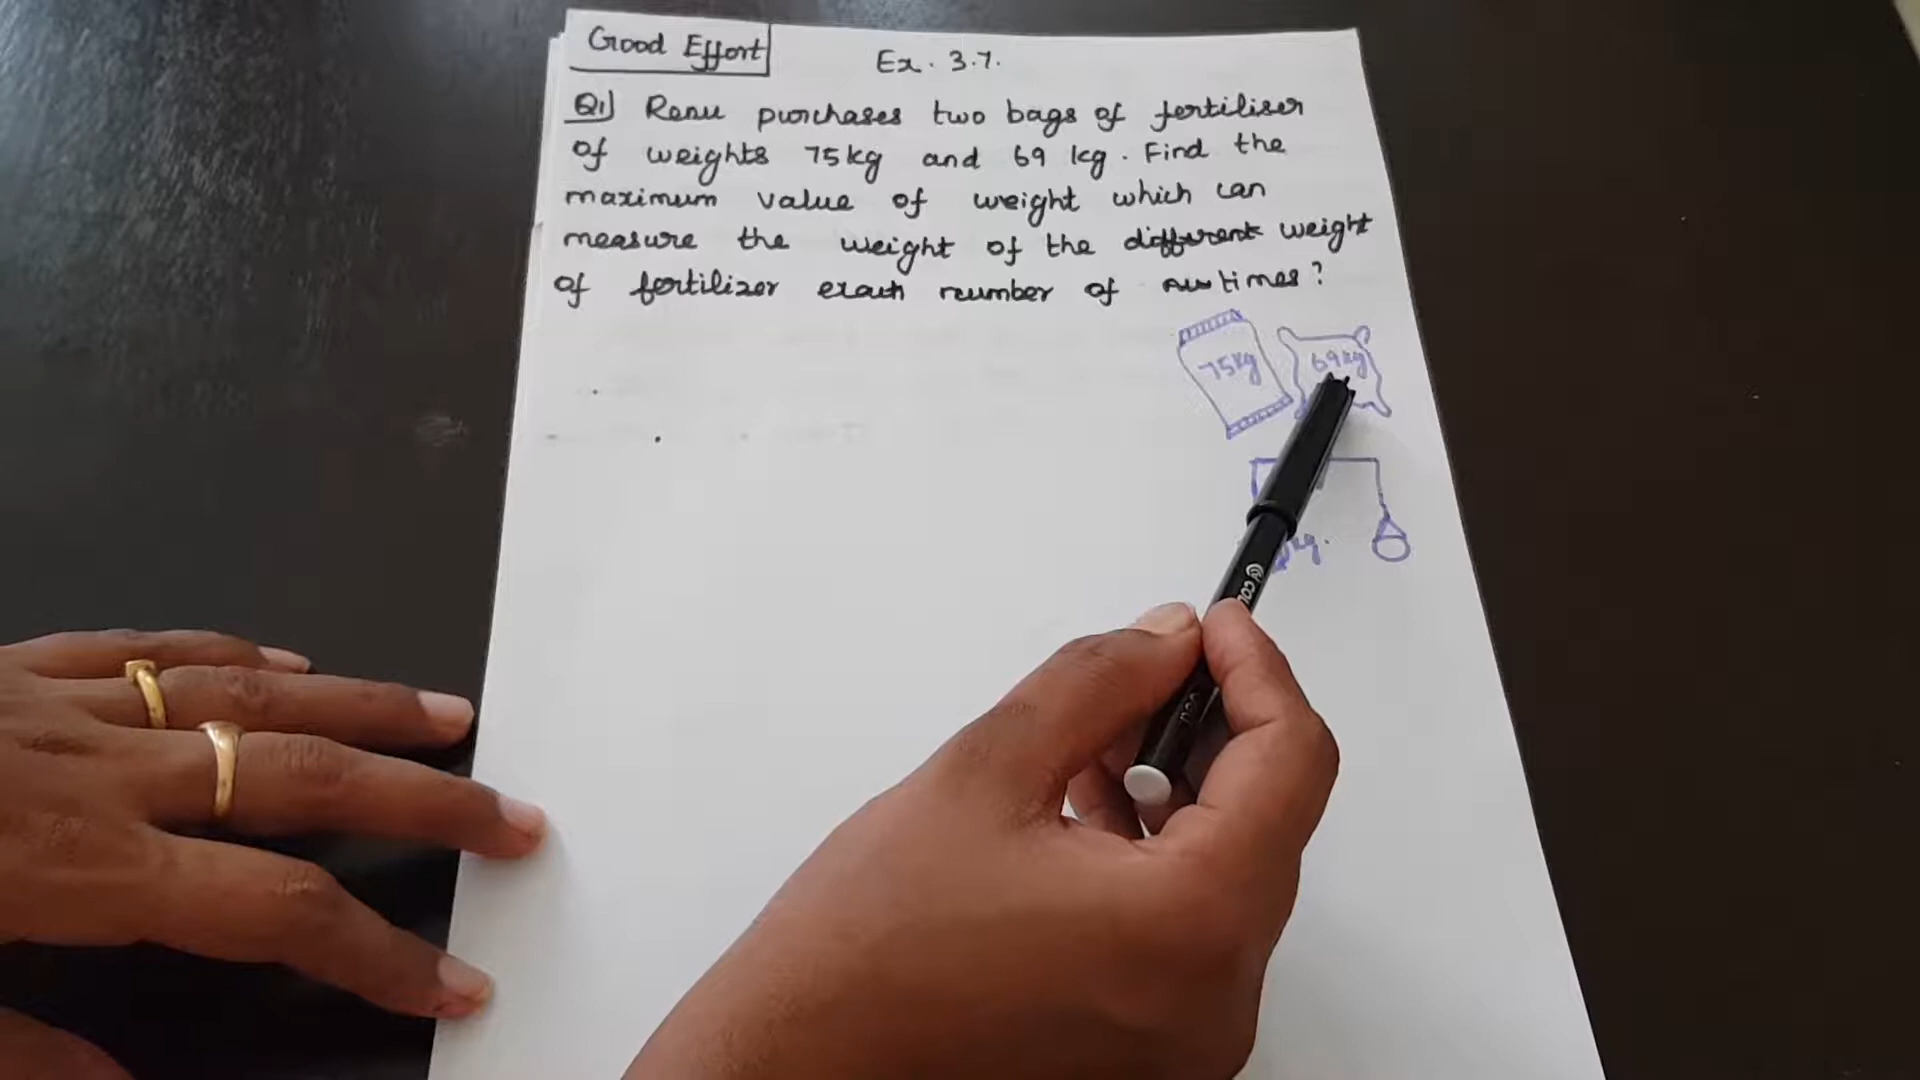 Good Effort
Ex. 3.7.
Q1) Renu purchases two bags of fertiliser
of weights 75kg and 69 kg. Find the
maximum value of weight which can
measure the weight of the different weight
of fertilizer exact number of times?
75kg
69kg
kg.